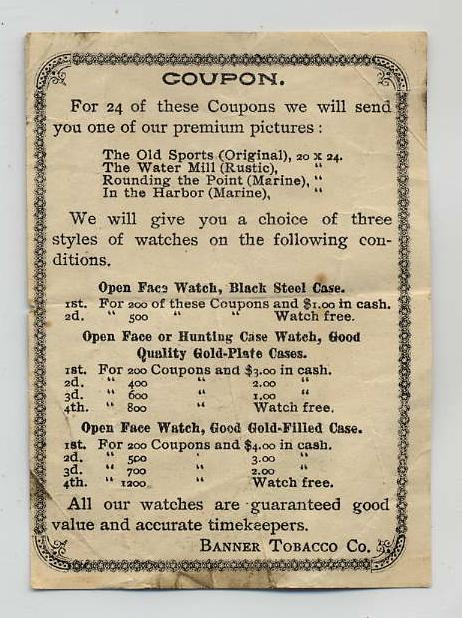 COUPON.
For 24 of these Coupons we will send
you one of our premium pictures :
The Old Sports (Original), 20 x 24.
The Water Mill (Rustic), "
Rounding the Point (Marine), "
In the Harbor (Marine), "
We will give you a choice of three
styles of watches on the following con-
ditions.
Open Face Watch, Black Steel Case.
1st. For 200 of these Coupons and $1.00 in cash.
2d. " 500 " " Watch free.
Open Face or Hunting Case Watch, Good
Quality Gold-Plate Cases.
1st. For 200 Coupons and $3.00 in cash.
2d. " 400 " 2.00 "
3d. " 600 " 1.00 "
4th. " 800 " Watch free.
Open Face Watch, Good Gold-Filled Case.
1st. For 200 Coupons and $4.00 in cash.
2d. " 500 " 3.00 "
3d. " 700 " 2.00 "
4th. " 1200 " Watch free.
All our watches are guaranteed good
value and accurate timekeepers.
BANNER TOBACCO CO.